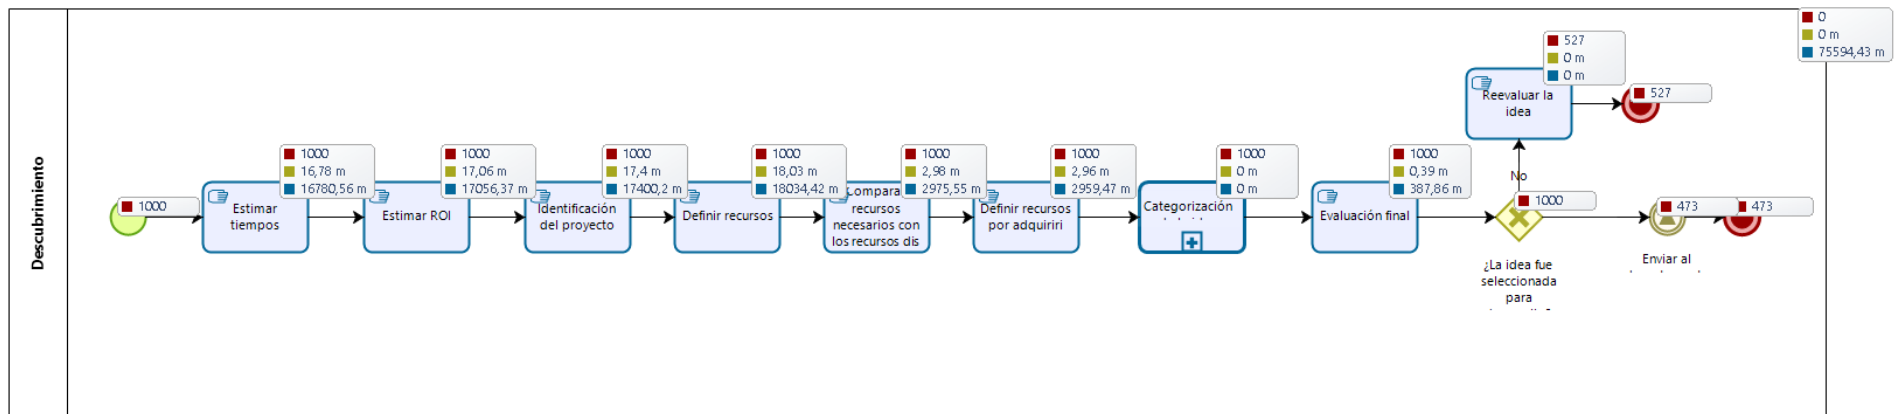 Descubrimiento
1000
Estimar
tiempos
1000
16,78 m
16780,56 m
Estimar ROI
1000
17,06 m
17056,37 m
Identificación
del proyecto
1000
17,4 m
17400,2 m
Definir recursos
1000
18,03 m
18034,42 m
recursos
necesarios con
los recursos dis
1000
2,98 m
2975,55 m
Definir recursos
por adquiriri
1000
2,96 m
2959,47 m
Categorización
1000
0 m
0 m
Evaluación final
1000
0,39 m
387,86 m
¿La idea fue
seleccionada
para
1000
No
Reevaluar la
idea
527
0 m
0 m
527
Enviar al
473
473
0
0 m
75594,43 m